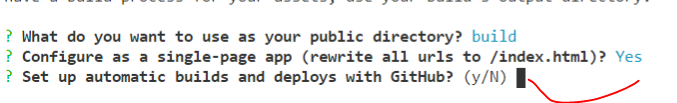 have a build process for your assets, use your build's output directory.
? What do you want to use as your public directory? build
? Configure as a single-page app (rewrite all urls to /index.html)? Yes
? Set up automatic builds and deploys with GitHub? (y/N)